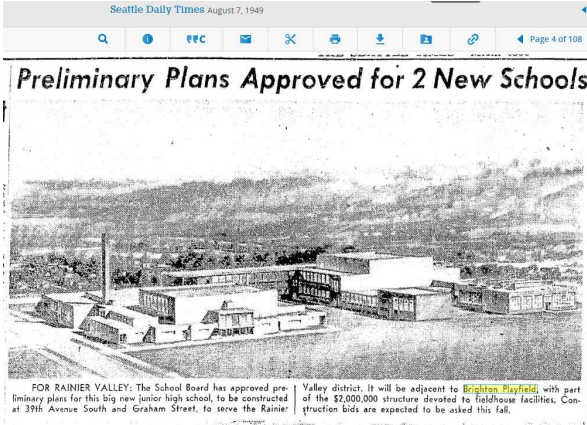 Seattle Daily Times August 7, 1949
Page 4 of 108
Preliminary Plans Approved for 2 New Schools
FOR RAINIER VALLEY: The School Board has approved pre-
liminary plans for this big new junior high school, to be constructed
at 39th Avenue South and Graham Street, to serve the Rainier
Valley district. It will be adjacent to Brighton Playfield, with part
of the $2,000,000 structure devoted to fieldhouse facilities. Con-
struction bids are expected to be asked this fall.